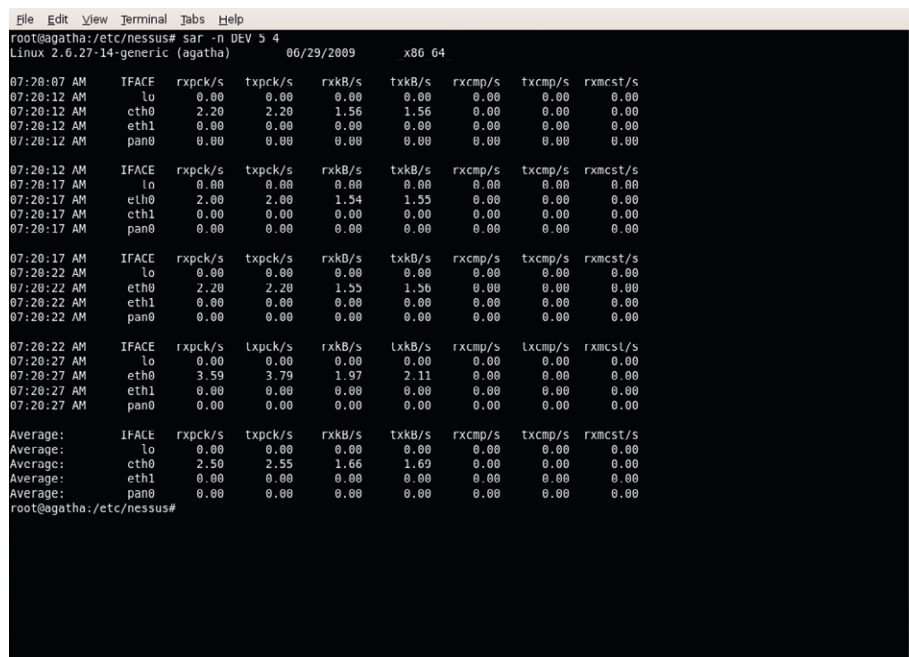 File Edit View Terminal Tabs Help
root@agatha:/etc/nessus# sar -n DEV 5 4
Linux 2.6.27-14-generic (agatha) 06/29/2009 _x86_64_
07:20:07 AM IFACE rxpck/s txpck/s rxkB/s txkB/s rxcmp/s txcmp/s rxmcst/s
07:20:12 AM lo 0.00 0.00 0.00 0.00 0.00 0.00 0.00
07:20:12 AM eth0 2.20 2.20 1.56 1.56 0.00 0.00 0.00
07:20:12 AM eth1 0.00 0.00 0.00 0.00 0.00 0.00 0.00
07:20:12 AM pan0 0.00 0.00 0.00 0.00 0.00 0.00 0.00
07:20:12 AM IFACE rxpck/s txpck/s rxkB/s txkB/s rxcmp/s txcmp/s rxmcst/s
07:20:17 AM lo 0.00 0.00 0.00 0.00 0.00 0.00 0.00
07:20:17 AM eth0 2.00 2.00 1.54 1.55 0.00 0.00 0.00
07:20:17 AM eth1 0.00 0.00 0.00 0.00 0.00 0.00 0.00
07:20:17 AM pan0 0.00 0.00 0.00 0.00 0.00 0.00 0.00
07:20:17 AM IFACE rxpck/s txpck/s rxkB/s txkB/s rxcmp/s txcmp/s rxmcst/s
07:20:22 AM lo 0.00 0.00 0.00 0.00 0.00 0.00 0.00
07:20:22 AM eth0 2.20 2.20 1.55 1.56 0.00 0.00 0.00
07:20:22 AM eth1 0.00 0.00 0.00 0.00 0.00 0.00 0.00
07:20:22 AM pan0 0.00 0.00 0.00 0.00 0.00 0.00 0.00
07:20:22 AM IFACE rxpck/s txpck/s rxkB/s txkB/s rxcmp/s txcmp/s rxmcst/s
07:20:27 AM lo 0.00 0.00 0.00 0.00 0.00 0.00 0.00
07:20:27 AM eth0 3.59 3.79 1.97 2.11 0.00 0.00 0.00
07:20:27 AM eth1 0.00 0.00 0.00 0.00 0.00 0.00 0.00
07:20:27 AM pan0 0.00 0.00 0.00 0.00 0.00 0.00 0.00
Average: IFACE rxpck/s txpck/s rxkB/s txkB/s rxcmp/s txcmp/s rxmcst/s
Average: lo 0.00 0.00 0.00 0.00 0.00 0.00 0.00
Average: eth0 2.50 2.55 1.66 1.69 0.00 0.00 0.00
Average: eth1 0.00 0.00 0.00 0.00 0.00 0.00 0.00
Average: pan0 0.00 0.00 0.00 0.00 0.00 0.00 0.00
root@agatha:/etc/nessus#